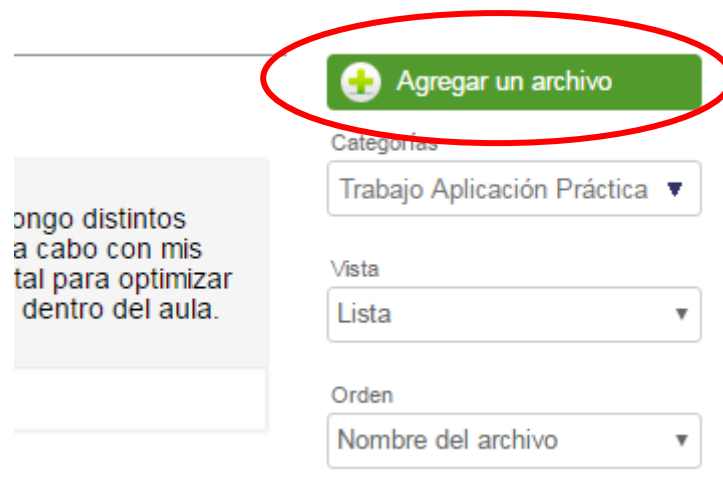 Agregar un archivo
Categorías
Trabajo Aplicación Práctica
ongo distintos
a cabo con mis
tal para optimizar
dentro del aula.
Vista
Lista
Orden
Nombre del archivo